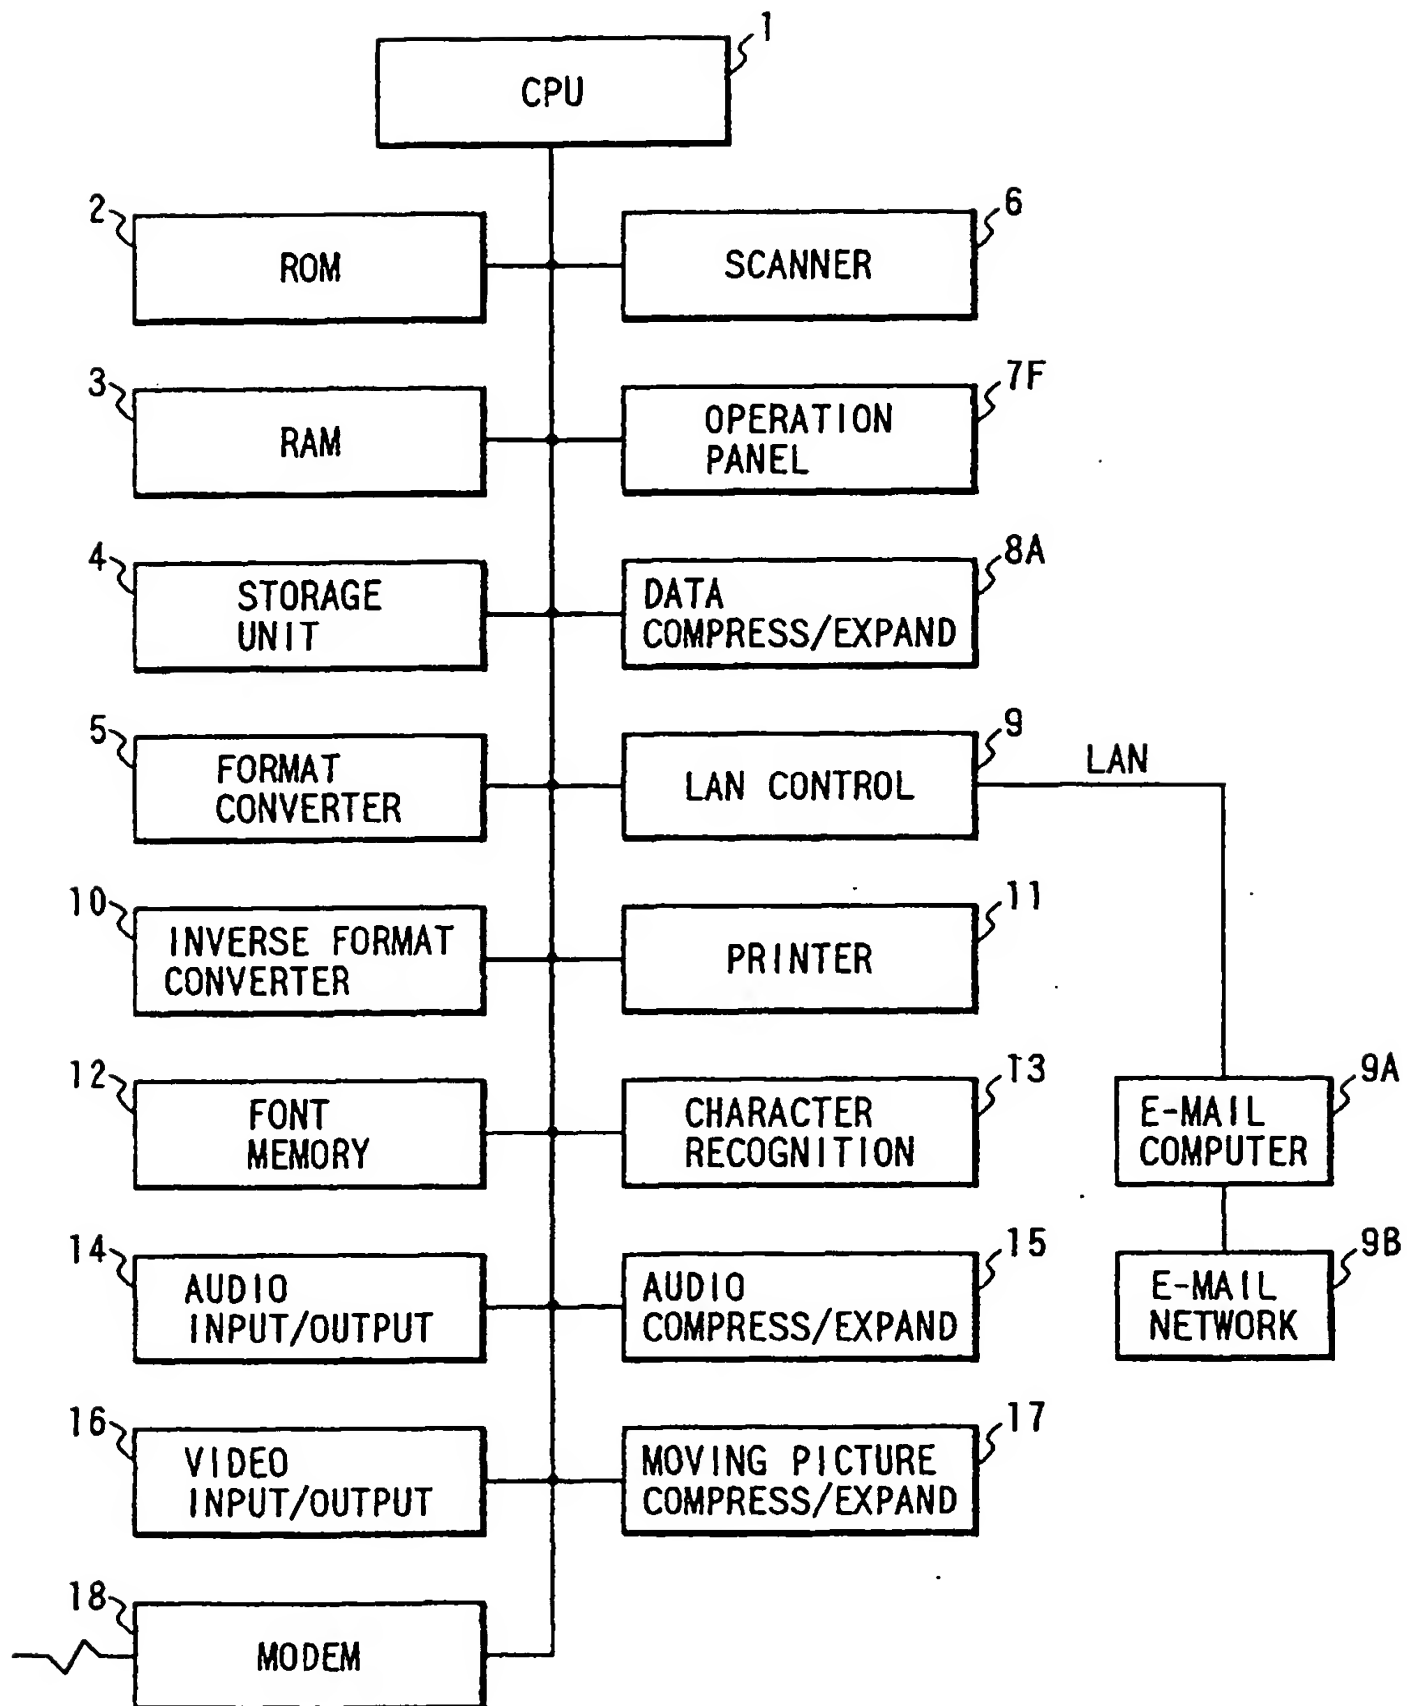 1
CPU
2
ROM
6
SCANNER
3
RAM
7F
OPERATION
PANEL
4
STORAGE
UNIT
8A
DATA
COMPRESS/EXPAND
5
FORMAT
CONVERTER
9
LAN CONTROL
LAN
10
INVERSE FORMAT
CONVERTER
11
PRINTER
12
FONT
MEMORY
13
CHARACTER
RECOGNITION
9A
E-MAIL
COMPUTER
14
AUDIO
INPUT/OUTPUT
15
AUDIO
COMPRESS/EXPAND
9B
E-MAIL
NETWORK
16
VIDEO
INPUT/OUTPUT
17
MOVING PICTURE
COMPRESS/EXPAND
18
MODEM